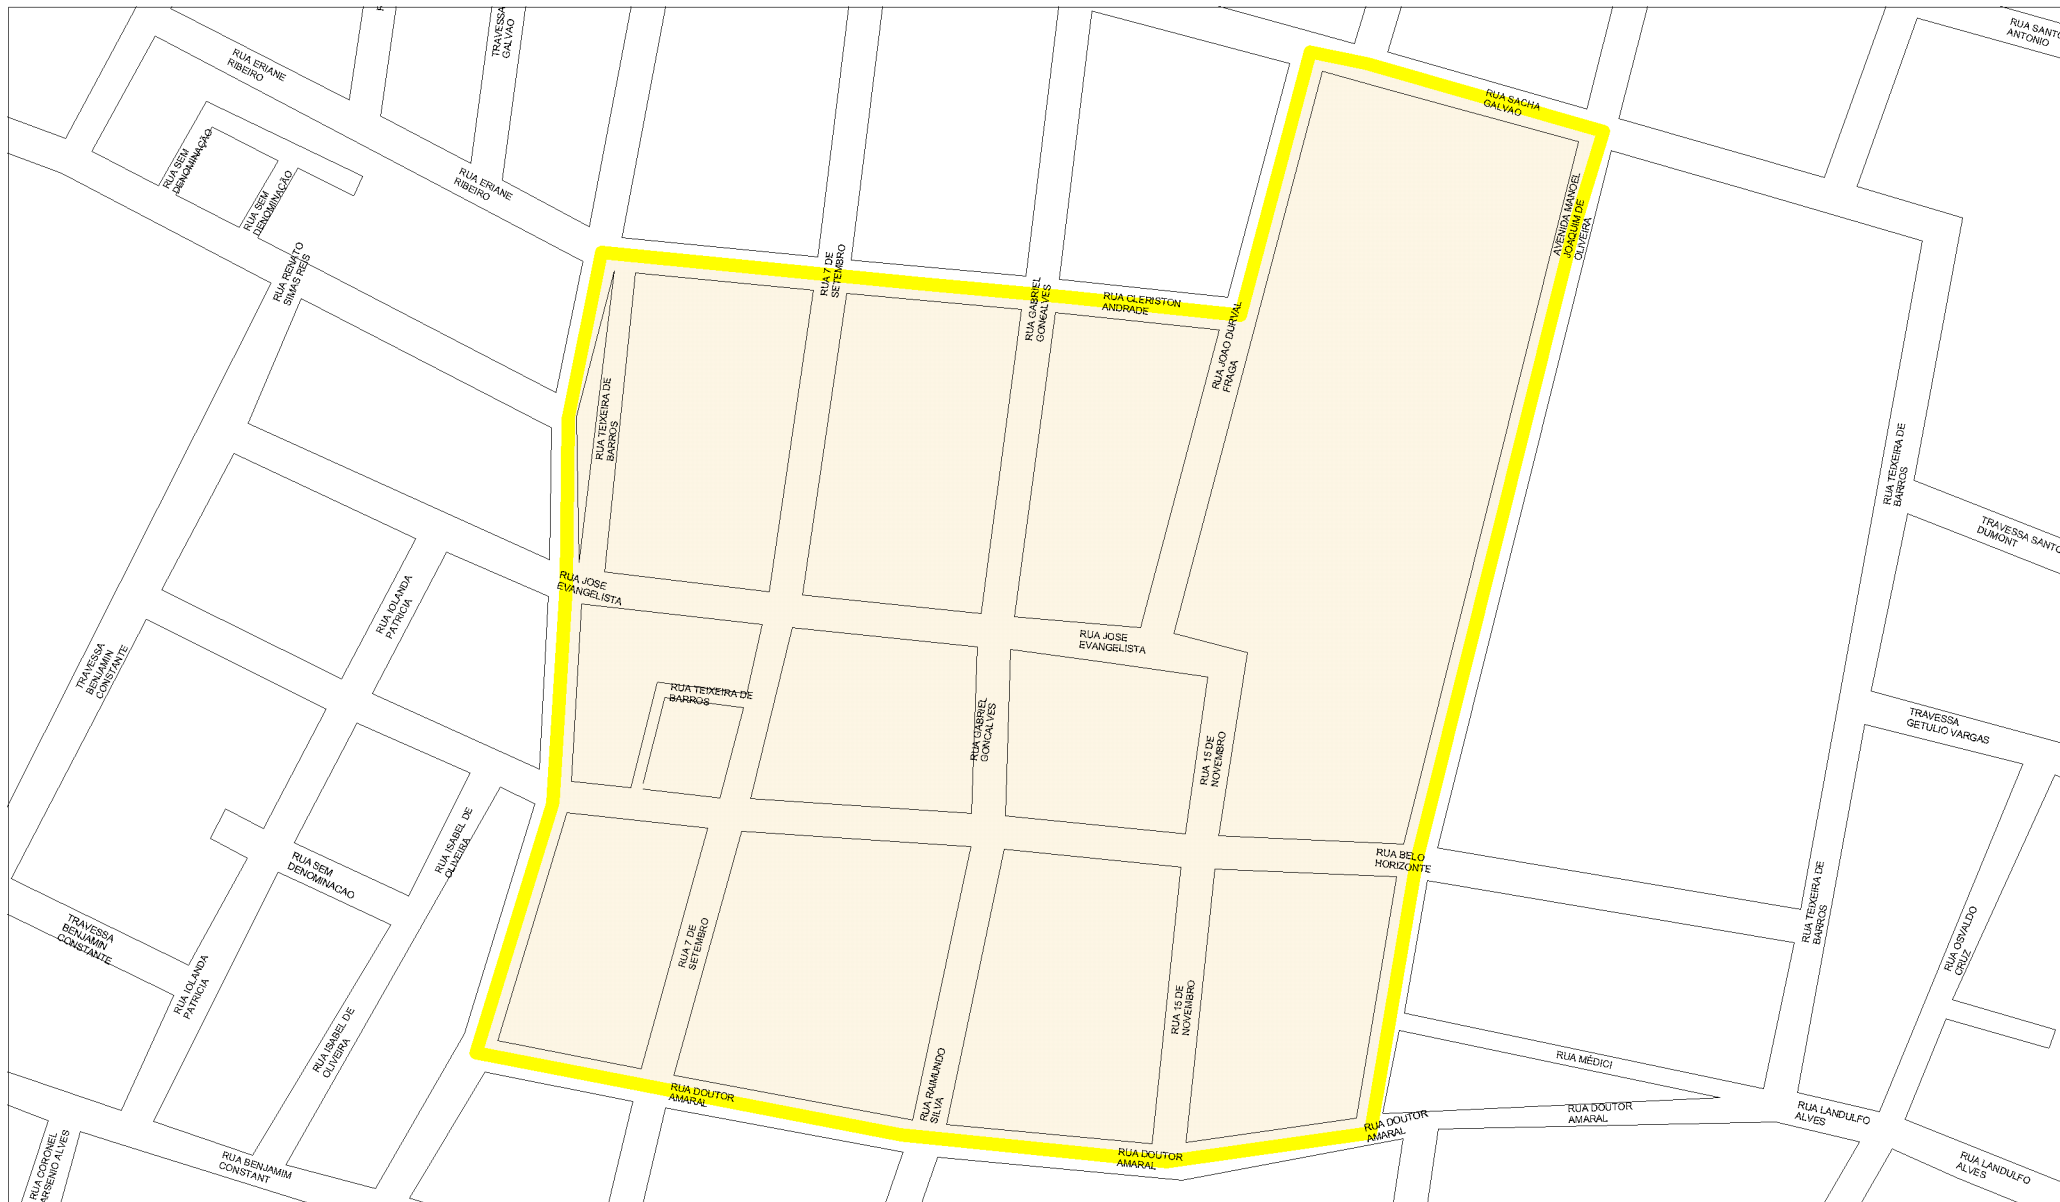 RUA ERIANE
RIBEIRO
TRAVESSA
GALVAO
RUA SANTO
ANTONIO
RUA SACHA
GALVAO
RUA SEM
DENOMINAÇÃO
RUA SEM
DENOMINAÇÃO
RUA ERIANE
RIBEIRO
AVENIDA MANOEL
JOAQUIM DE
OLIVEIRA
RUA RENATO
SIMAS REIS
RUA 7 DE
SETEMBRO
RUA GABRIEL
GONCALVES
RUA CLERISTON
ANDRADE
RUA JOAO DURVAL
FRAGA
RUA TEIXEIRA DE
BARROS
RUA TEIXEIRA DE
BARROS
TRAVESSA SANTO
DUMONT
RUA JOSE
EVANGELISTA
RUA IOLANDA
PATRICIA
RUA JOSE
EVANGELISTA
TRAVESSA
BENJAMIN
CONSTANTE
RUA TEIXEIRA DE
BARROS
RUA GABRIEL
GONCALVES
RUA 15 DE
NOVEMBRO
TRAVESSA
GETULIO VARGAS
RUA ISABEL DE
OLIVEIRA
RUA SEM
DENOMINACAO
RUA BELO
HORIZONTE
RUA TEIXEIRA DE
BARROS
TRAVESSA
BENJAMIN
CONSTANTE
RUA 7 DE
SETEMBRO
RUA OSVALDO
CRUZ
RUA IOLANDA
PATRICIA
RUA ISABEL DE
OLIVEIRA
RUA 15 DE
NOVEMBRO
RUA MÉDICI
RUA DOUTOR
AMARAL
RUA RAIMUNDO
SILVA
RUA DOUTOR
AMARAL
RUA DOUTOR
AMARAL
RUA LANDULFO
ALVES
RUA DOUTOR
AMARAL
RUA CORONEL
ARSENIO ALVES
RUA BENJAMIM
CONSTANT
RUA LANDULFO
ALVES